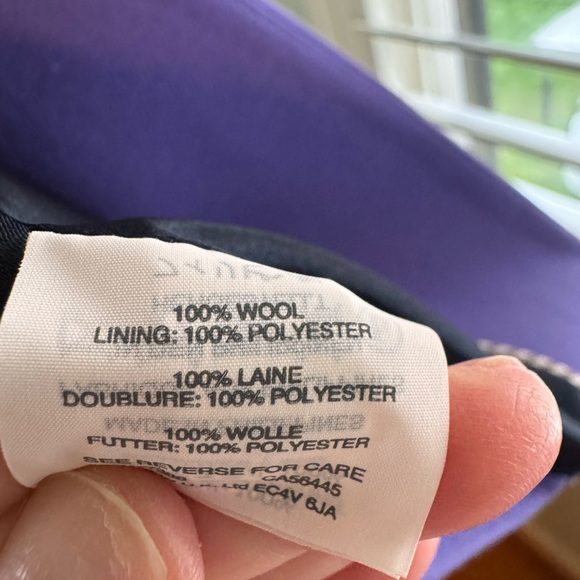 100% WOOL
LINING: 100% POLYESTER
100% LAINE
DOUBLURE: 100% POLYESTER
100% WOLLE
FUTTER: 100% POLYESTER
SEE REVERSE FOR CARE
CA56445
Ltd EC4V 6JA